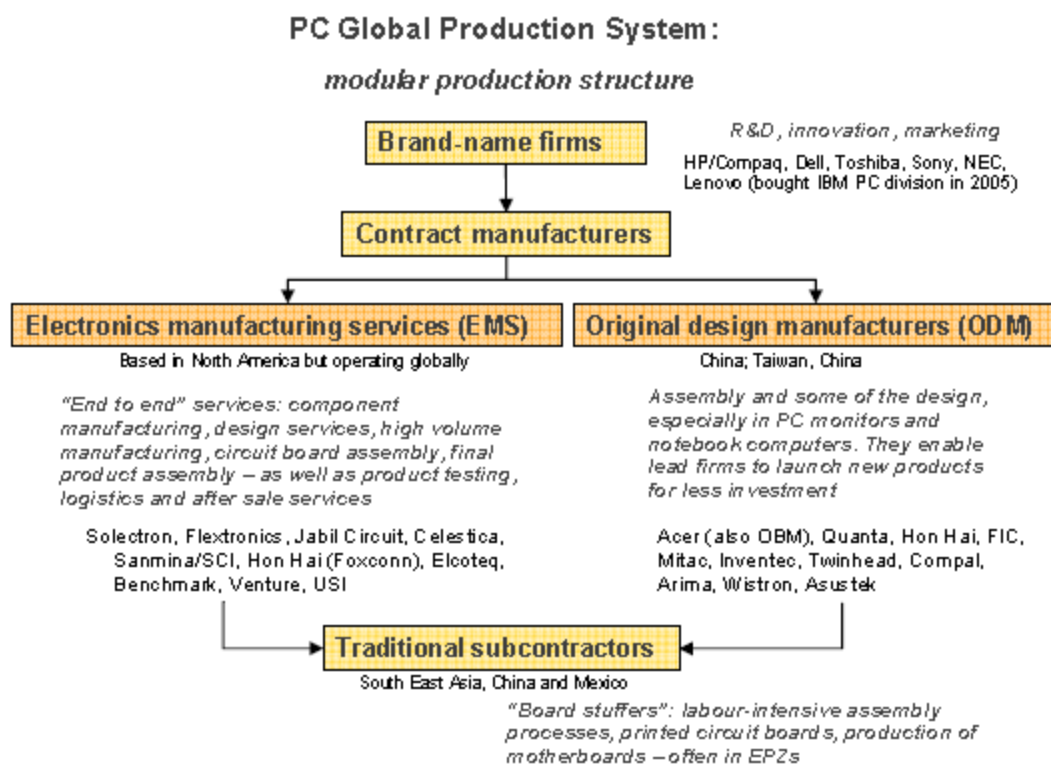 PC Global Production System:
modular production structure
Brand-name firms
R&D, innovation, marketing
HP/Compaq, Dell, Toshiba, Sony, NEC,
Lenovo (bought IBM PC division in 2005)
Contract manufacturers
Electronics manufacturing services (EMS)
Based in North America but operating globally
"End to end" services: component
manufacturing, design services, high volume
manufacturing, circuit board assembly, final
product assembly – as well as product testing,
logistics and after sale services
Solectron, Flextronics, Jabil Circuit, Celestica,
Sanmina/SCI, Hon Hai (Foxconn), Elcoteq,
Benchmark, Venture, USI
Original design manufacturers (ODM)
China; Taiwan, China
Assembly and some of the design,
especially in PC monitors and
notebook computers. They enable
lead firms to launch new products
for less investment
Acer (also OBM), Quanta, Hon Hai, FIC,
Mitac, Inventec, Twinhead, Compal,
Arima, Wistron, Asustek
Traditional subcontractors
South East Asia, China and Mexico
"Board stuffers": labour-intensive assembly
processes, printed circuit boards, production of
motherboards – often in EPZs